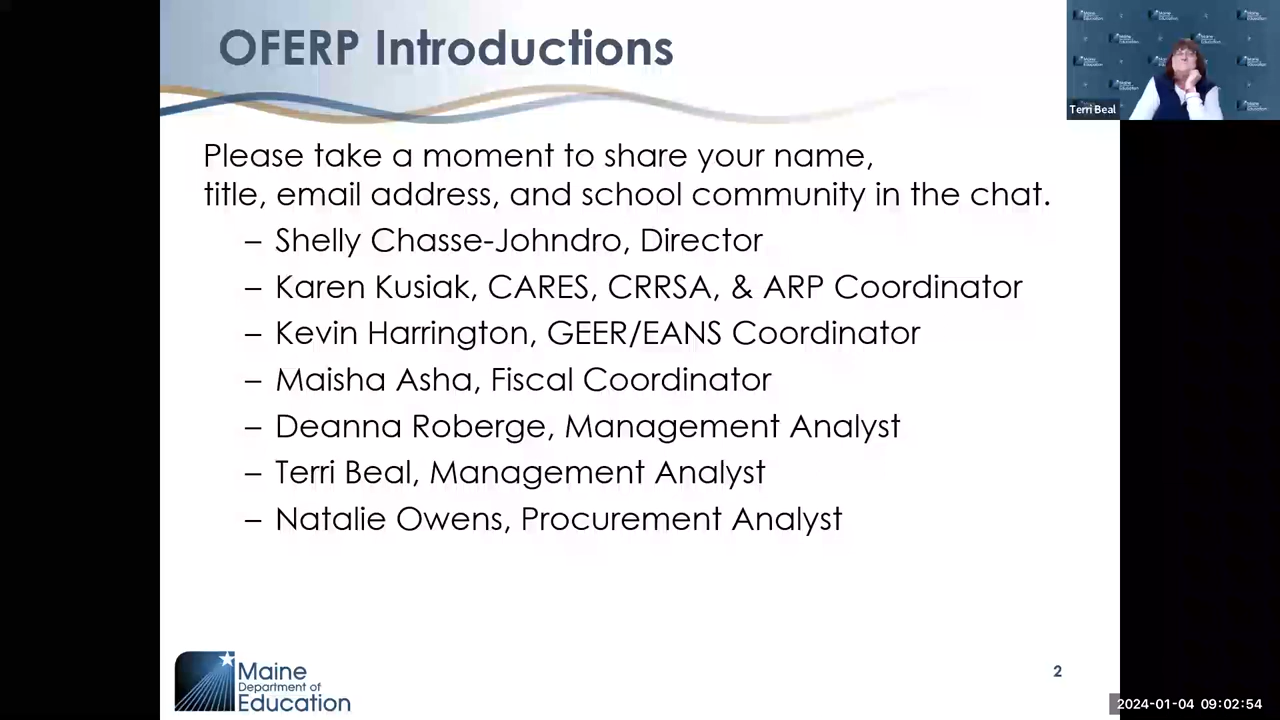 OFERP Introductions
Terri Beal
Please take a moment to share your name,
title, email address, and school community in the chat.
– Shelly Chasse-Johndro, Director
– Karen Kusiak, CARES, CRRSA, & ARP Coordinator
– Kevin Harrington, GEER/EANS Coordinator
– Maisha Asha, Fiscal Coordinator
– Deanna Roberge, Management Analyst
– Terri Beal, Management Analyst
– Natalie Owens, Procurement Analyst
Maine
Department of
Education
2
2024-01-04 09:02:54